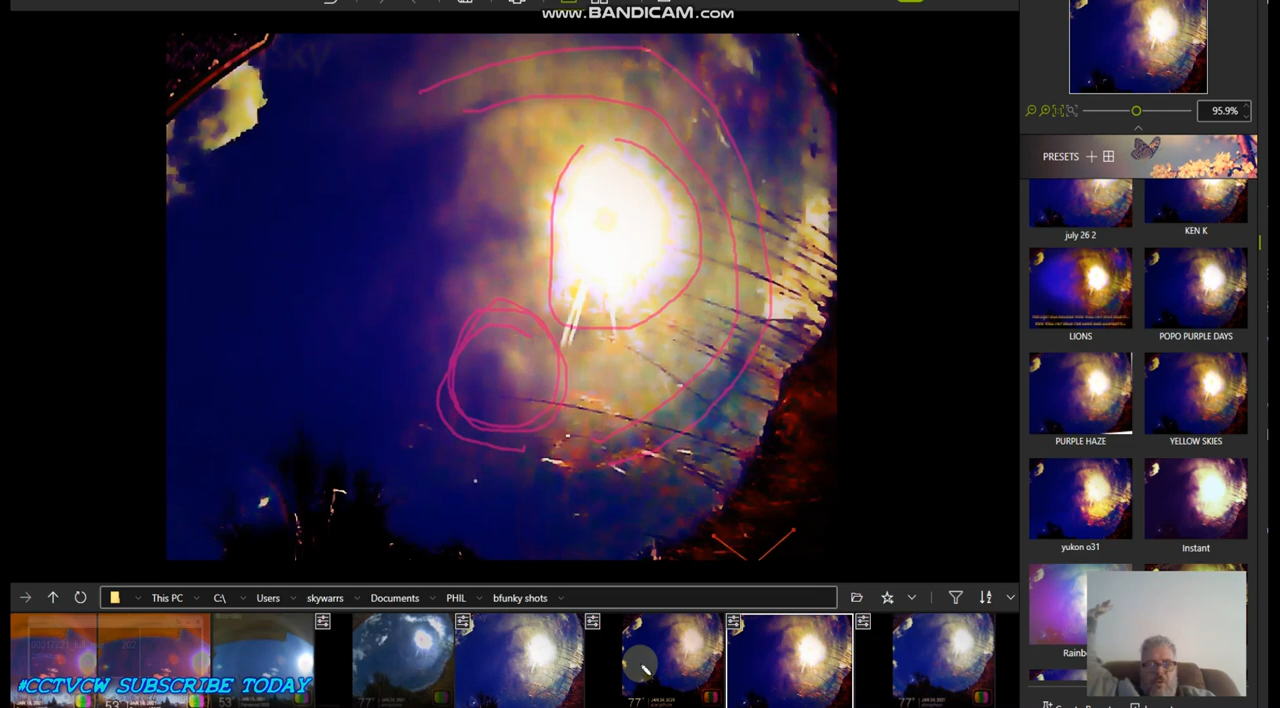 www.BANDICAM.com
95.9%
PRESETS
july 26 2
KEN K
LIONS
POPO PURPLE DAYS
PURPLE HAZE
YELLOW SKIES
yukon o31
Instant
Rainb
This PC
C:\
Users
skywarrs
Documents
PHIL
bfunky shots
#CCTVCW SUBSCRIBE TODAY